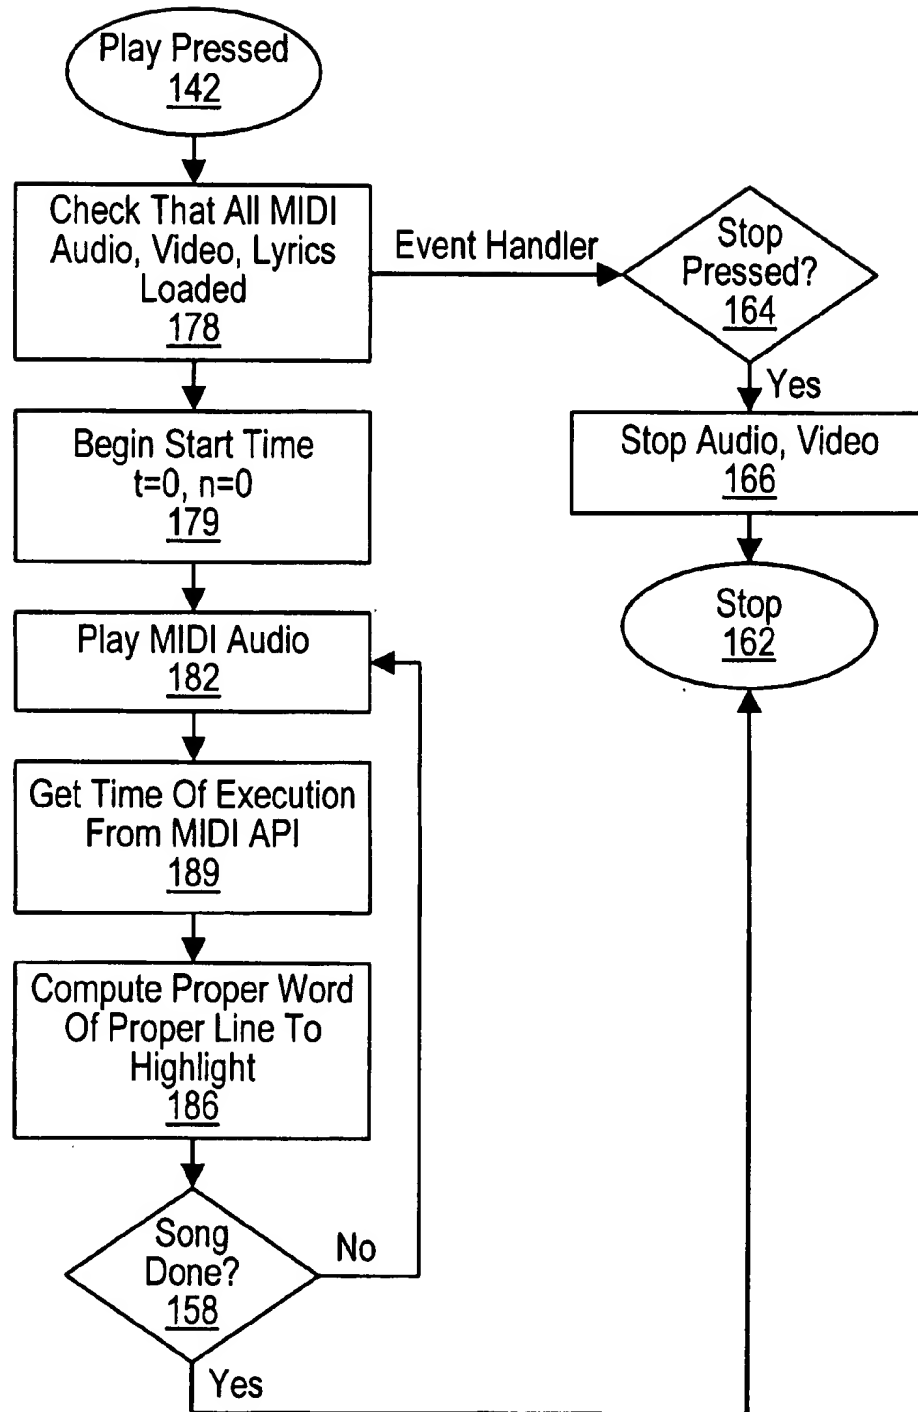 Play Pressed
142
Check That All MIDI
Audio, Video, Lyrics
Loaded
178
Event Handler
Stop
Pressed?
164
Yes
Begin Start Time
t=0, n=0
179
Stop Audio, Video
166
Play MIDI Audio
182
Stop
162
Get Time Of Execution
From MIDI API
189
Compute Proper Word
Of Proper Line To
Highlight
186
Song
Done?
158
No
Yes